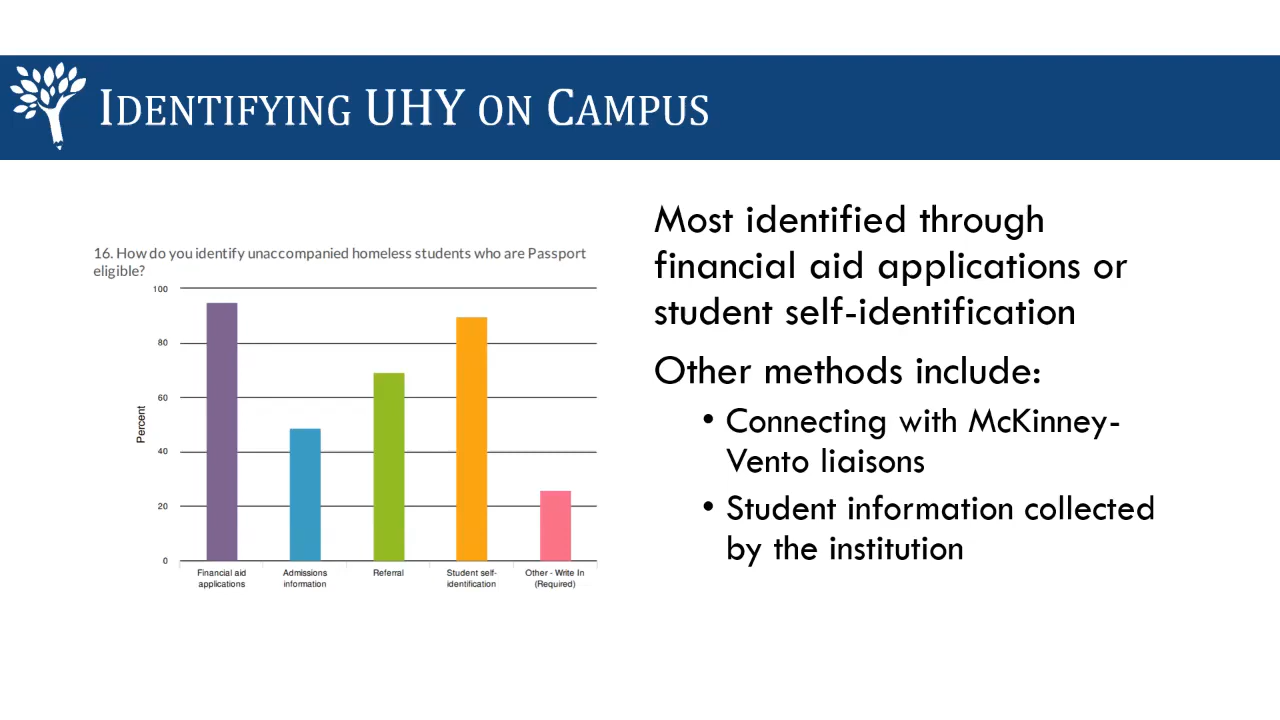 IDENTIFYING UHY ON CAMPUS
16. How do you identify unaccompanied homeless students who are Passport
eligible?
100
80
60
40
20
0
Percent
Financial aid
applications
Admissions
information
Referral
Student self-
identification
Other - Write In
(Required)
Most identified through
financial aid applications or
student self-identification
Other methods include:
• Connecting with McKinney-
Vento liaisons
• Student information collected
by the institution